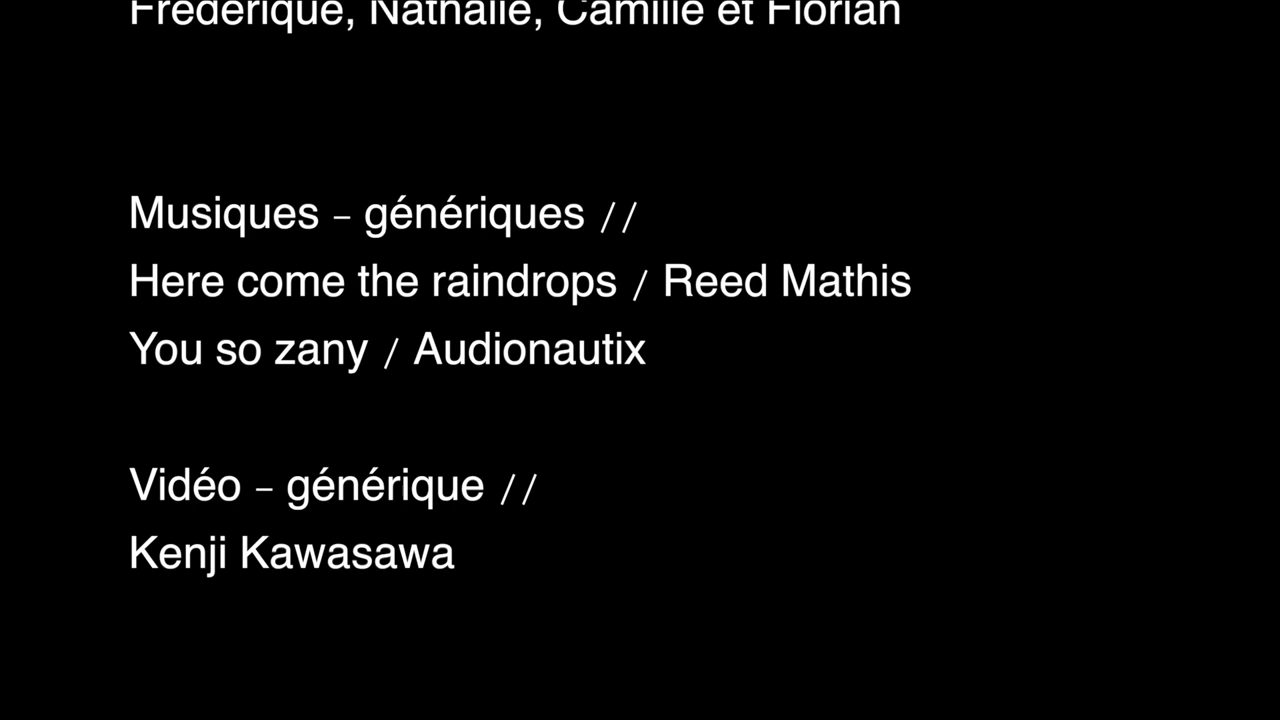 Frédérique, Nathalie, Camille et Florian
Musiques – génériques //
Here come the raindrops / Reed Mathis
You so zany / Audionautix
Vidéo – générique //
Kenji Kawasawa